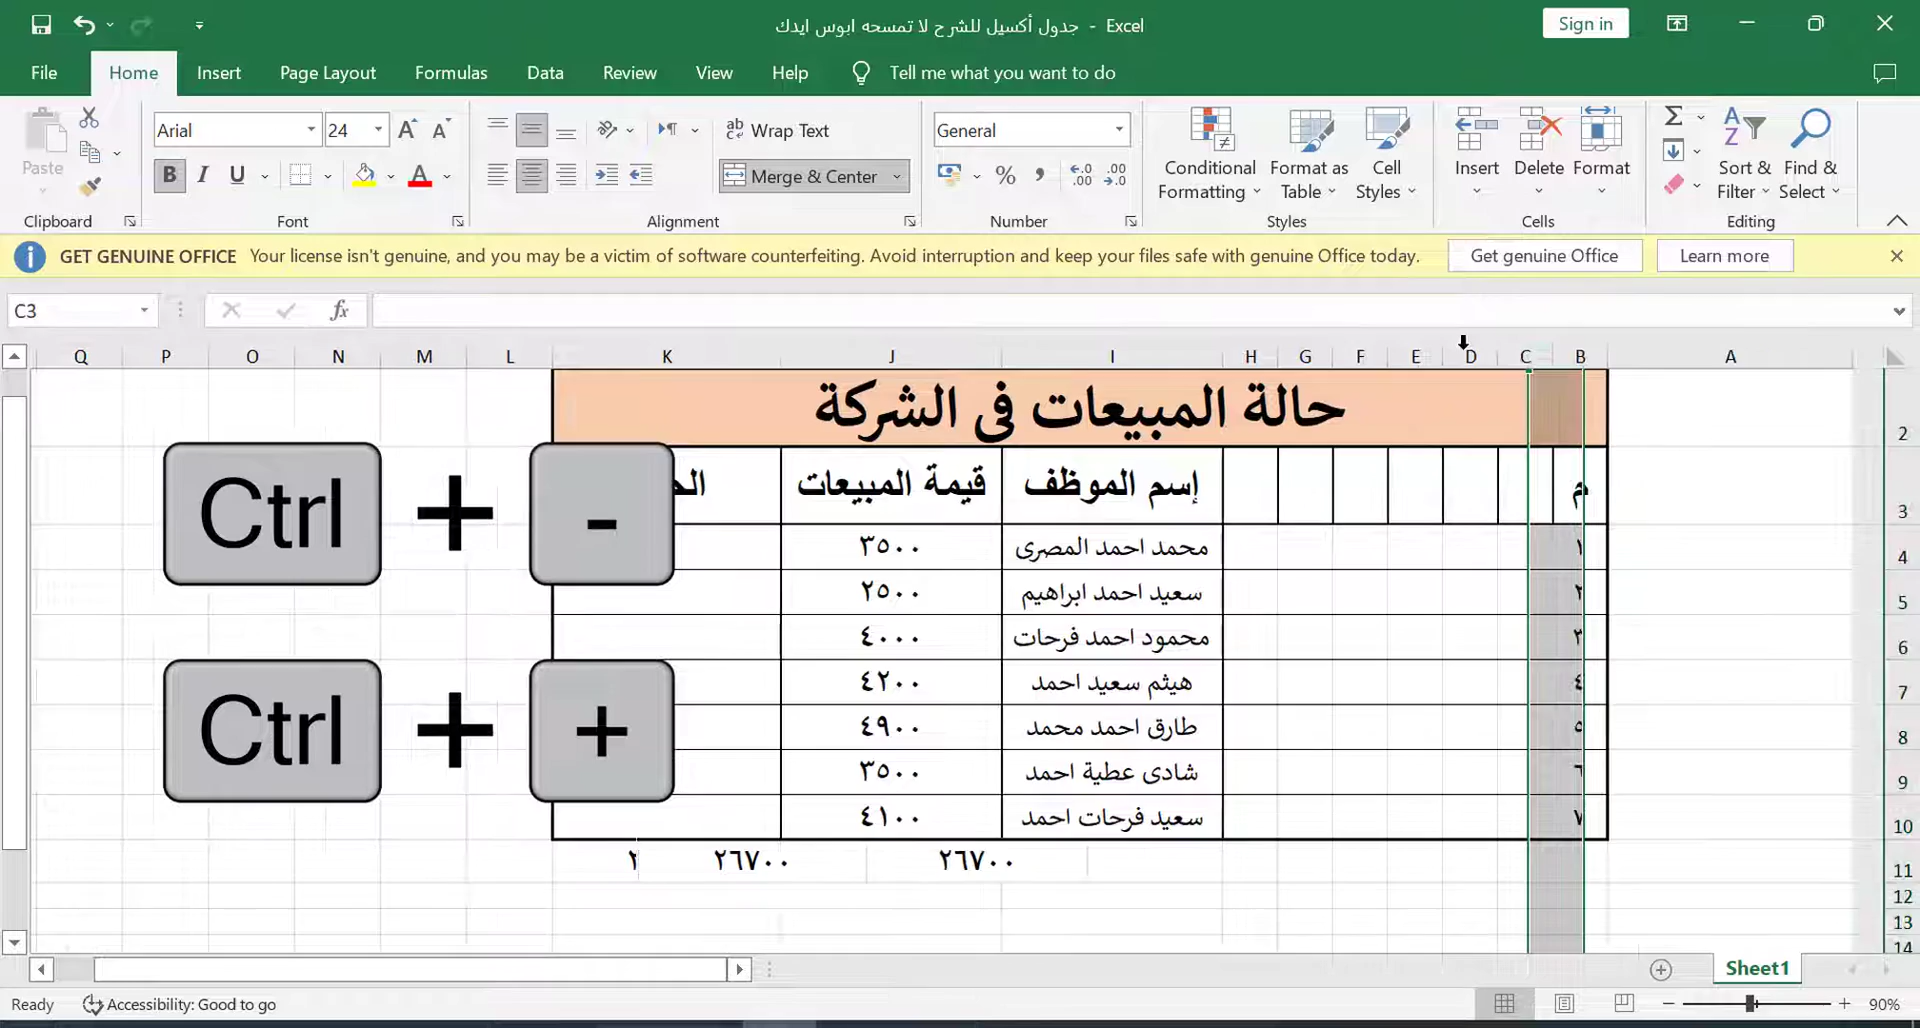 جدول أكسيل للشرح لا تمسحه ابوس ايدك - Excel
Sign in
File Home Insert Page Layout Formulas Data Review View Help Tell me what you want to do
Arial 24 Wrap Text General
Paste Merge & Center
Conditional Formatting Format as Table Cell Styles Insert Delete Format Sort & Filter Find & Select
Clipboard Font Alignment Number Styles Cells Editing
GET GENUINE OFFICE Your license isn't genuine, and you may be a victim of software counterfeiting. Avoid interruption and keep your files safe with genuine Office today. Get genuine Office Learn more
C3 fx
Q P O N M L K J I H G F E D C B A
حالة المبيعات فى الشركة 2
م إسم الموظف قيمة المبيعات 3
١ محمد احمد المصرى ٣٥٠٠ 4
٢ سعيد احمد ابراهيم ٢٥٠٠ 5
٣ محمود احمد فرحات ٤٠٠٠ 6
٤ هيثم سعيد احمد ٤٢٠٠ 7
٥ طارق احمد محمد ٤٩٠٠ 8
٦ شادى عطية احمد ٣٥٠٠ 9
٧ سعيد فرحات احمد ٤١٠٠ 10
٢٦٧٠٠ ٢٦٧٠٠ 11
12
13
14
Ctrl + -
Ctrl + +
Sheet1
Ready Accessibility: Good to go 90%